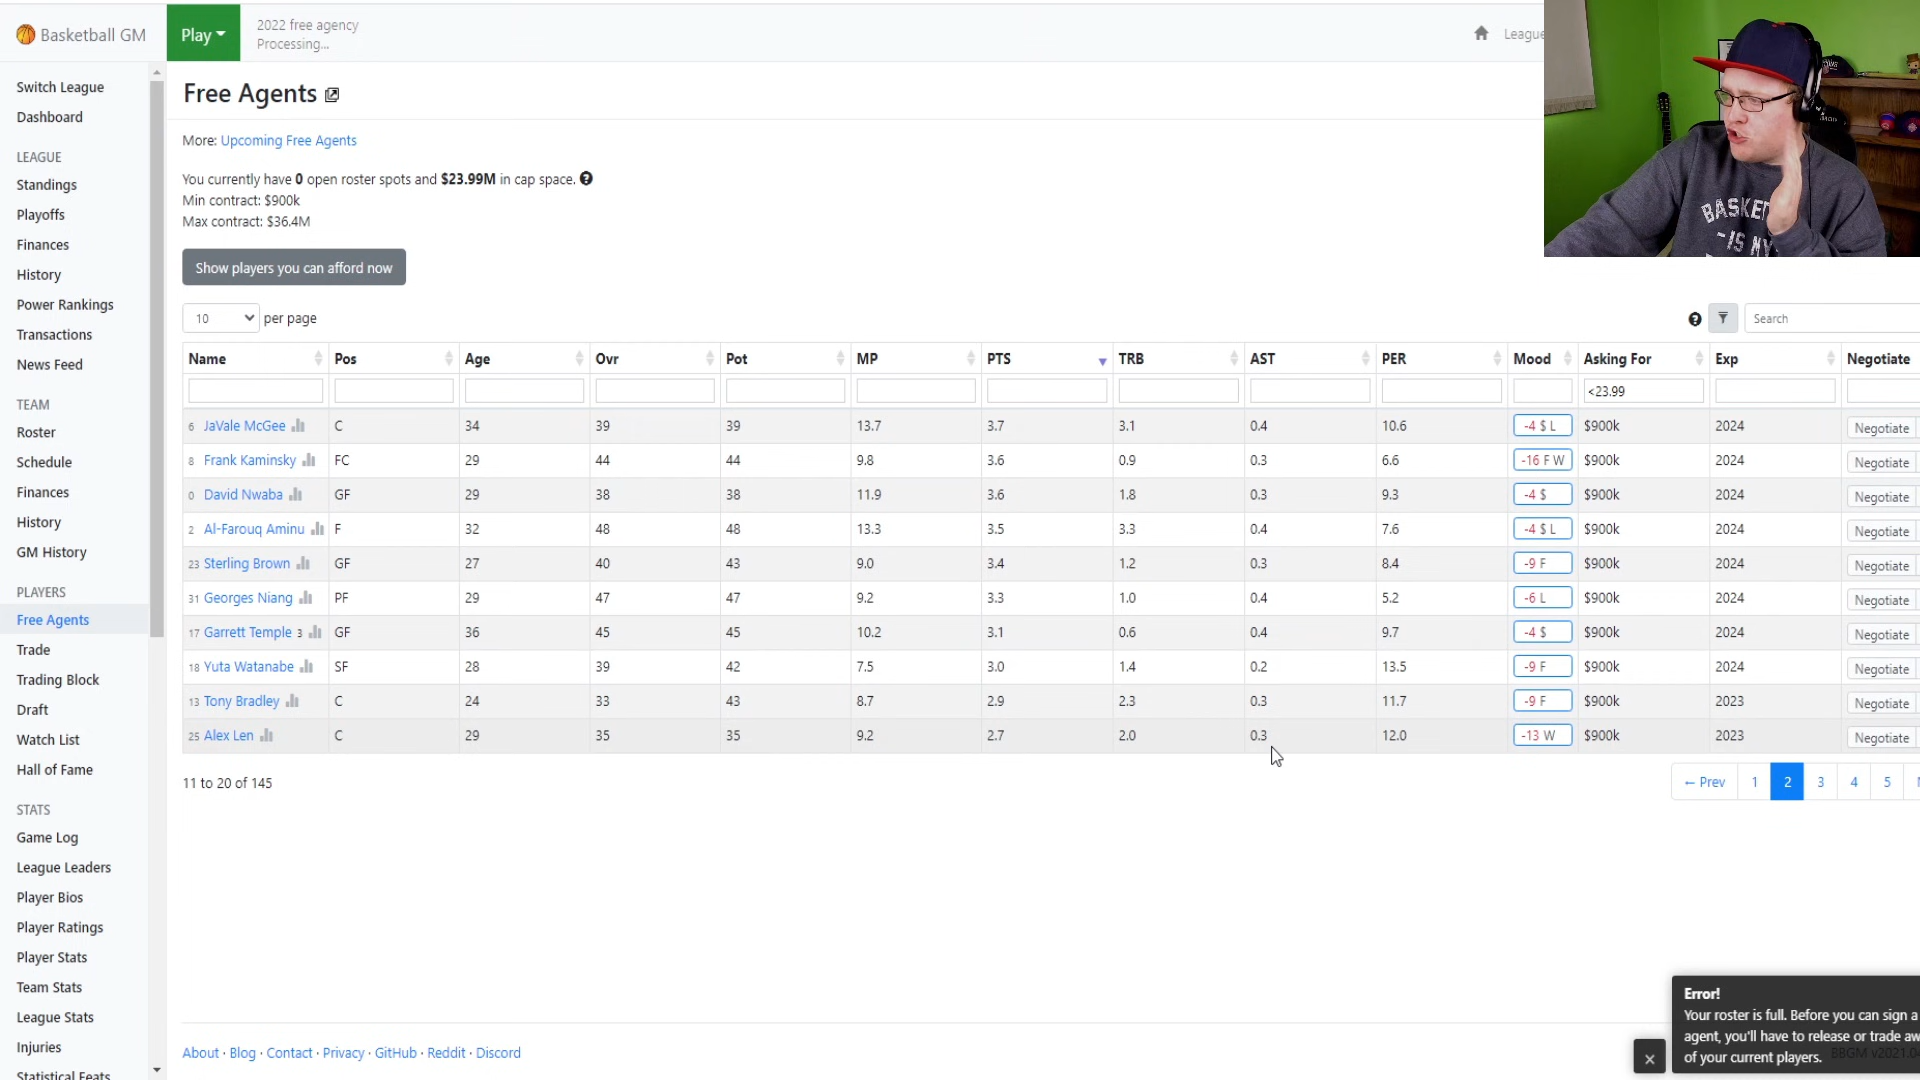 Basketball GM
Play
2022 free agency
Processing...
League
Switch League
Dashboard
LEAGUE
Standings
Playoffs
Finances
History
Power Rankings
Transactions
News Feed
TEAM
Roster
Schedule
Finances
History
GM History
PLAYERS
Free Agents
Trade
Trading Block
Draft
Watch List
Hall of Fame
STATS
Game Log
League Leaders
Player Bios
Player Ratings
Player Stats
Team Stats
League Stats
Injuries
Statistical Feats
Free Agents
More: Upcoming Free Agents
You currently have 0 open roster spots and $23.99M in cap space.
Min contract: $900k
Max contract: $36.4M
Show players you can afford now
10 per page
Search
Name Pos Age Ovr Pot MP PTS TRB AST PER Mood Asking For Exp Negotiate
<23.99
6 JaVale McGee C 34 39 39 13.7 3.7 3.1 0.4 10.6 -4 $ L $900k 2024 Negotiate
8 Frank Kaminsky FC 29 44 44 9.8 3.6 0.9 0.3 6.6 -16 F W $900k 2024 Negotiate
0 David Nwaba GF 29 38 38 11.9 3.6 1.8 0.3 9.3 -4 $ $900k 2024 Negotiate
2 Al-Farouq Aminu F 32 48 48 13.3 3.5 3.3 0.4 7.6 -4 $ L $900k 2024 Negotiate
23 Sterling Brown GF 27 40 43 9.0 3.4 1.2 0.3 8.4 -9 F $900k 2024 Negotiate
31 Georges Niang PF 29 47 47 9.2 3.3 1.0 0.4 5.2 -6 L $900k 2024 Negotiate
17 Garrett Temple 3 GF 36 45 45 10.2 3.1 0.6 0.4 9.7 -4 $ $900k 2024 Negotiate
18 Yuta Watanabe SF 28 39 42 7.5 3.0 1.4 0.2 13.5 -9 F $900k 2024 Negotiate
13 Tony Bradley C 24 33 43 8.7 2.9 2.3 0.3 11.7 -9 F $900k 2023 Negotiate
25 Alex Len C 29 35 35 9.2 2.7 2.0 0.3 12.0 -13 W $900k 2023 Negotiate
11 to 20 of 145
← Prev 1 2 3 4 5
About · Blog · Contact · Privacy · GitHub · Reddit · Discord
Error!
Your roster is full. Before you can sign a
agent, you'll have to release or trade aw
of your current players.
×
BASKE
-IS MY